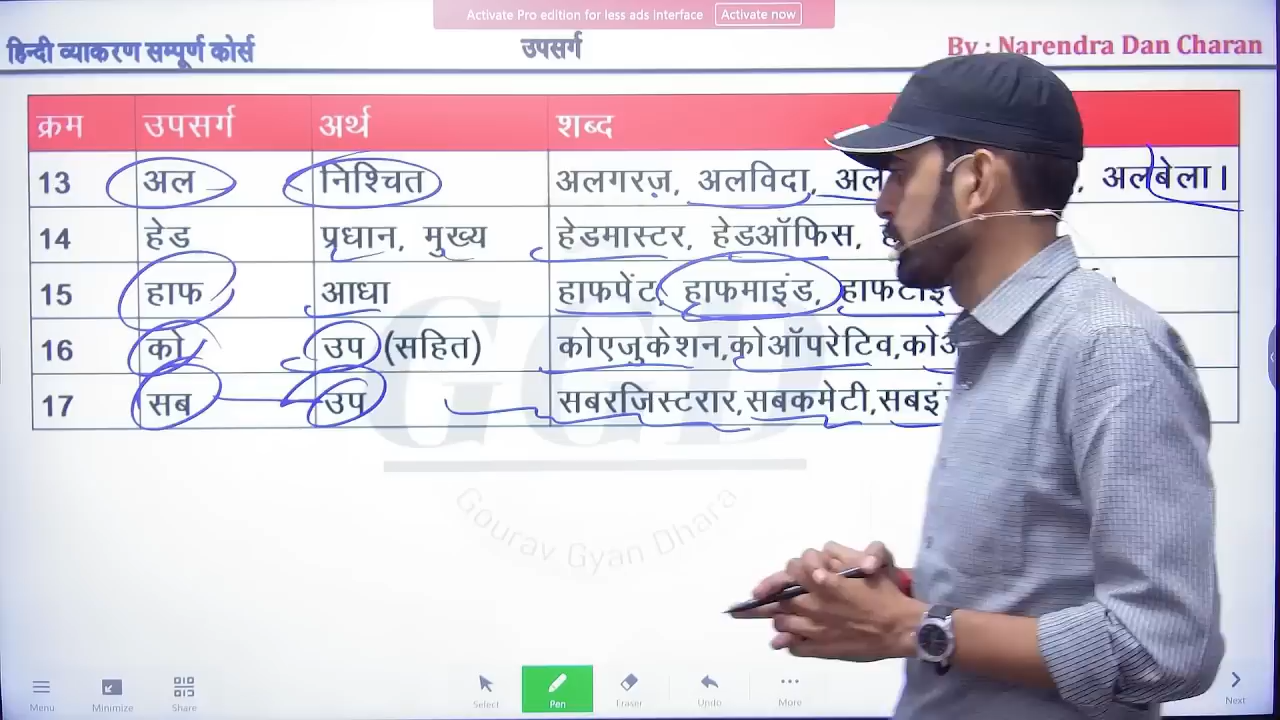 Activate Pro edition for less ads interface Activate now
हिन्दी व्याकरण सम्पूर्ण कोर्स उपसर्ग By : Narendra Dan Charan
क्रम उपसर्ग अर्थ शब्द
13 अल निश्चित अलगरज़, अलविदा, अलबेला।
14 हेड प्रधान, मुख्य हेडमास्टर, हेडऑफिस,
15 हाफ आधा हाफपेंट, हाफमाइंड,
16 को उप (सहित) कोएजुकेशन,कोऑपरेटिव,
17 सब उप सबरजिस्टरार,सबकमेटी,
GGD
Gourav Gyan Dhara
Menu Minimize Share Select Pen Eraser Undo More Next